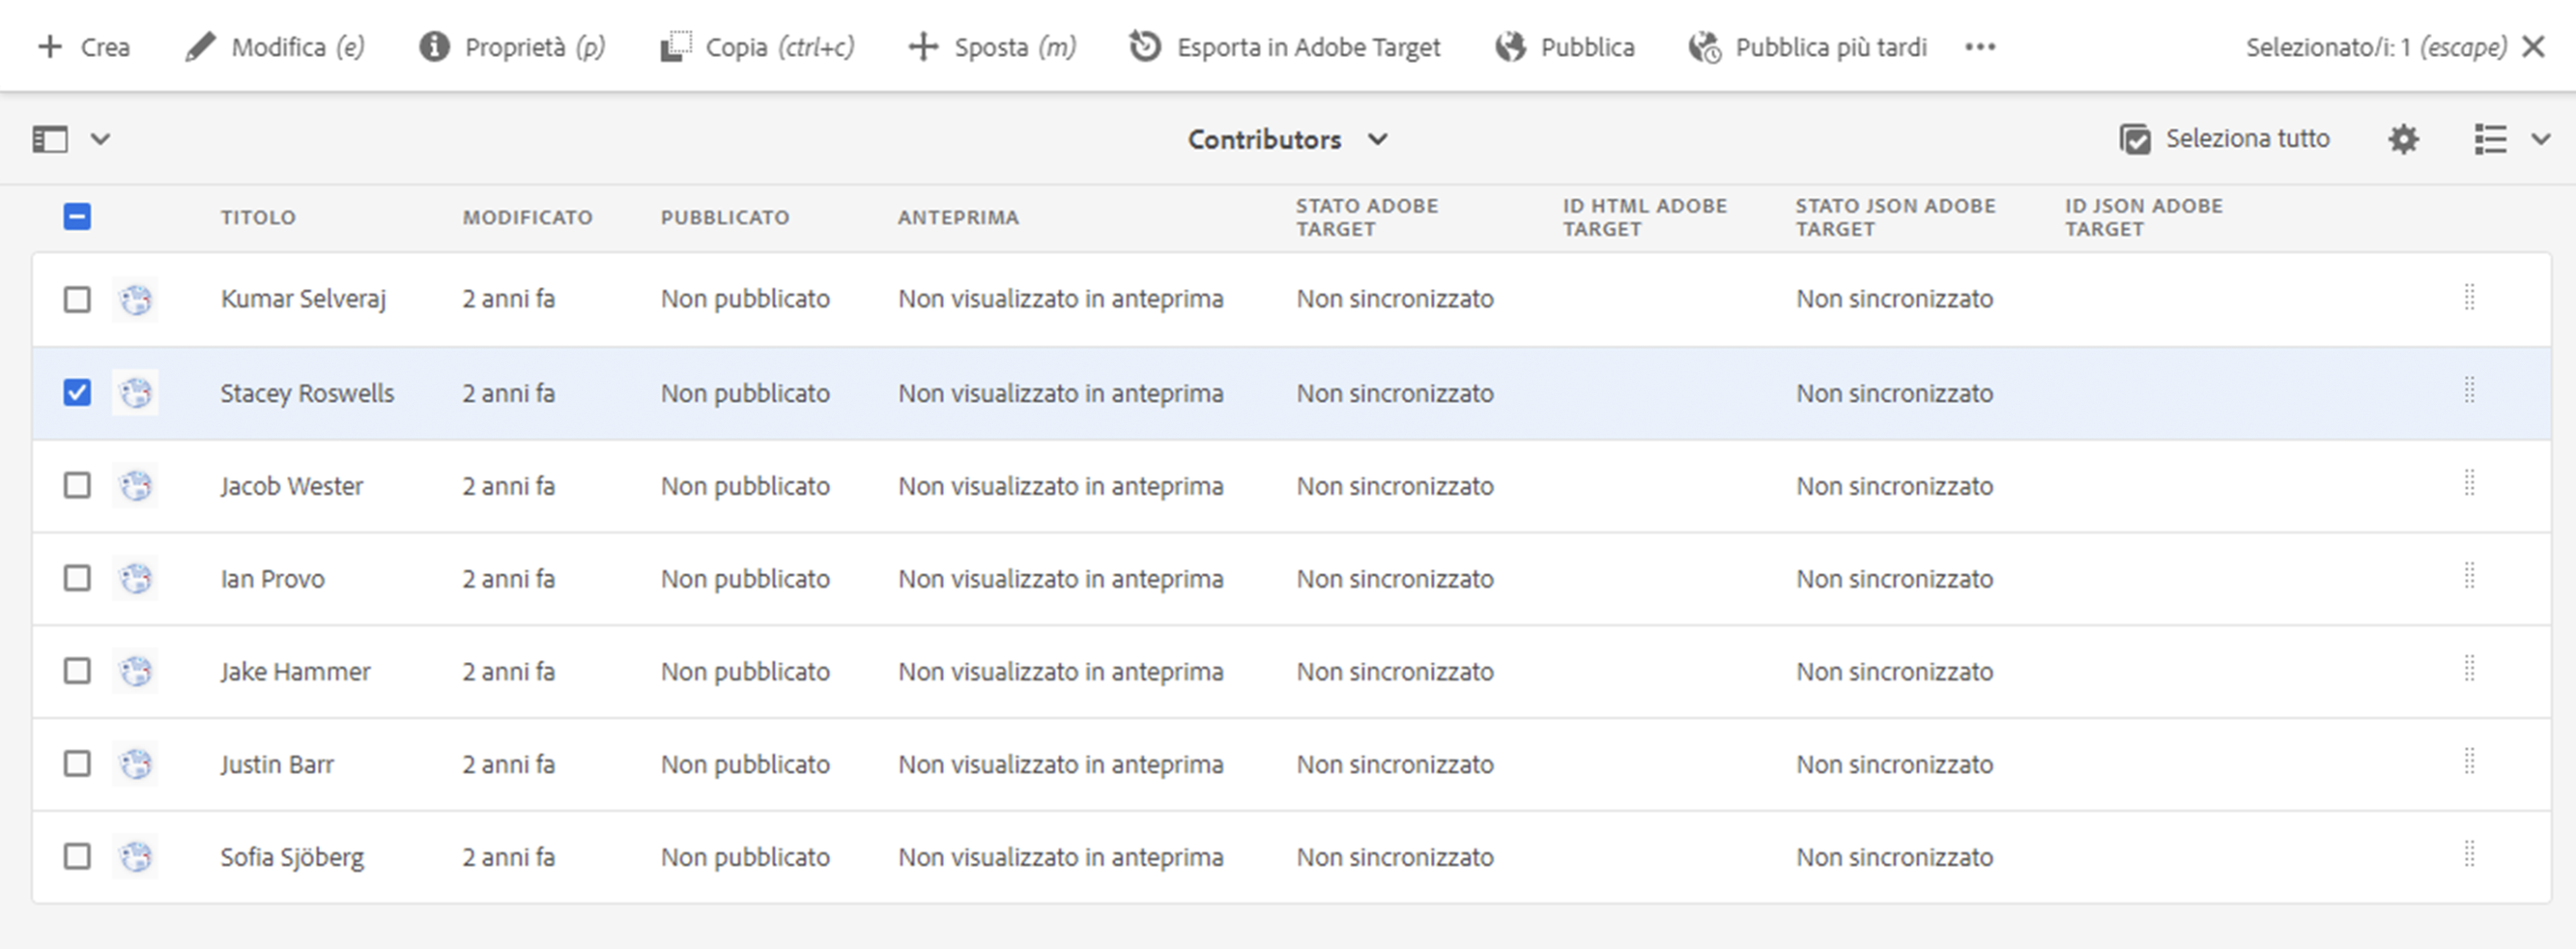 Crea Modifica (e) Proprietà (p) Copia (ctrl+c) Sposta (m) Esporta in Adobe Target Pubblica Pubblica più tardi Selezionato/i: 1 (escape)
Contributors Seleziona tutto
TITOLO MODIFICATO PUBBLICATO ANTEPRIMA STATO ADOBE TARGET ID HTML ADOBE TARGET STATO JSON ADOBE TARGET ID JSON ADOBE TARGET
Kumar Selveraj 2 anni fa Non pubblicato Non visualizzato in anteprima Non sincronizzato Non sincronizzato
Stacey Roswells 2 anni fa Non pubblicato Non visualizzato in anteprima Non sincronizzato Non sincronizzato
Jacob Wester 2 anni fa Non pubblicato Non visualizzato in anteprima Non sincronizzato Non sincronizzato
Ian Provo 2 anni fa Non pubblicato Non visualizzato in anteprima Non sincronizzato Non sincronizzato
Jake Hammer 2 anni fa Non pubblicato Non visualizzato in anteprima Non sincronizzato Non sincronizzato
Justin Barr 2 anni fa Non pubblicato Non visualizzato in anteprima Non sincronizzato Non sincronizzato
Sofia Sjöberg 2 anni fa Non pubblicato Non visualizzato in anteprima Non sincronizzato Non sincronizzato